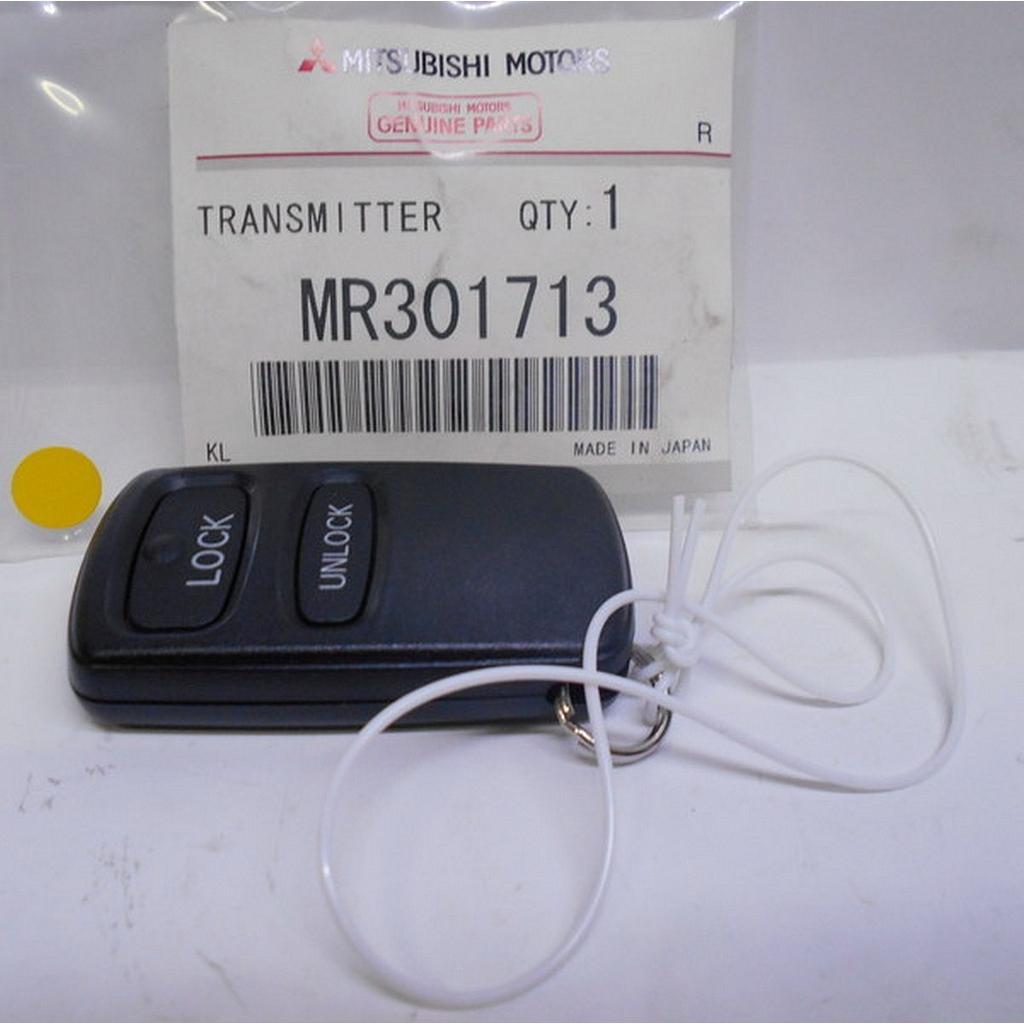 MITSUBISHI MOTORS
MITSUBISHI MOTORS
GENUINE PARTS
R
TRANSMITTER QTY:1
MR301713
KL MADE IN JAPAN
LOCK
UNLOCK